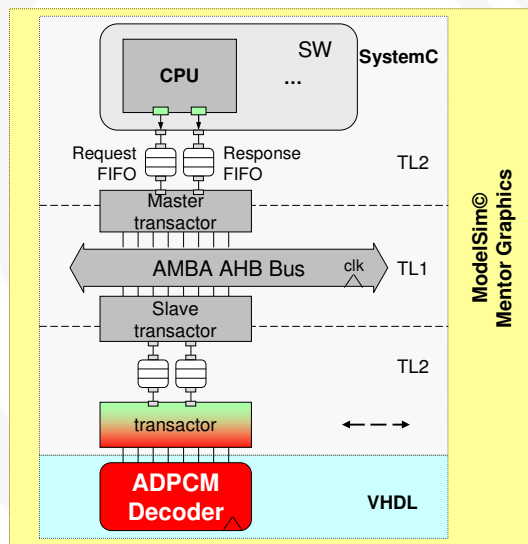 SW
SystemC
CPU
...
Request
FIFO
Response
FIFO
TL2
Master
transactor
AMBA AHB Bus
clk
TL1
Slave
transactor
TL2
transactor
ADPCM
Decoder
VHDL
ModelSim©
Mentor Graphics